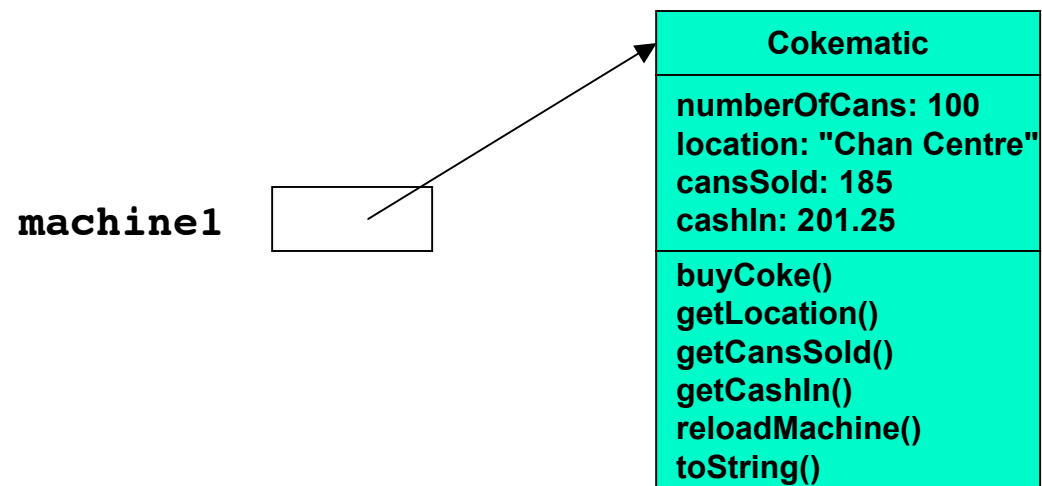 Cokematic
numberOfCans: 100
location: "Chan Centre"
cansSold: 185
cashIn: 201.25
machine1
buyCoke()
getLocation()
getCansSold()
getCashIn()
reloadMachine()
toString()